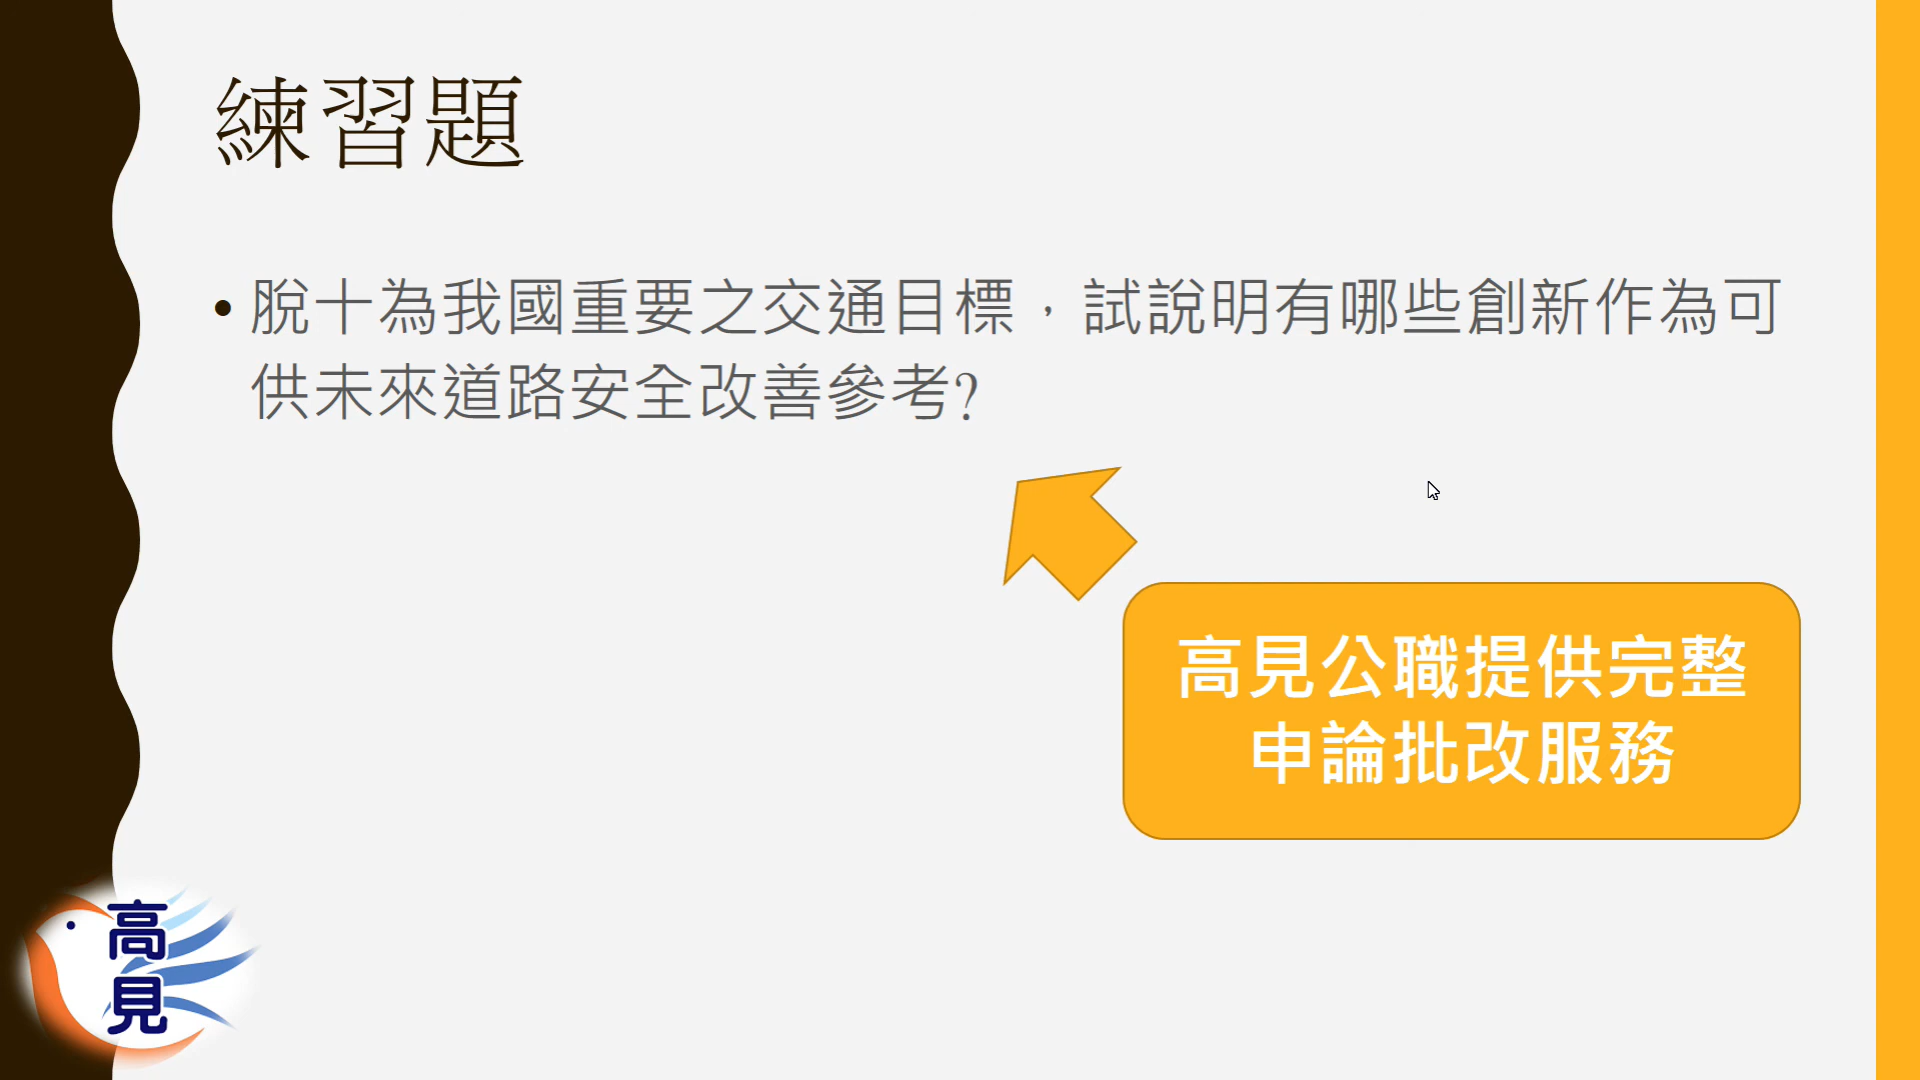 練習題
• 脫十為我國重要之交通目標，試說明有哪些創新作為可
供未來道路安全改善參考?
高見公職提供完整
申論批改服務
高
見